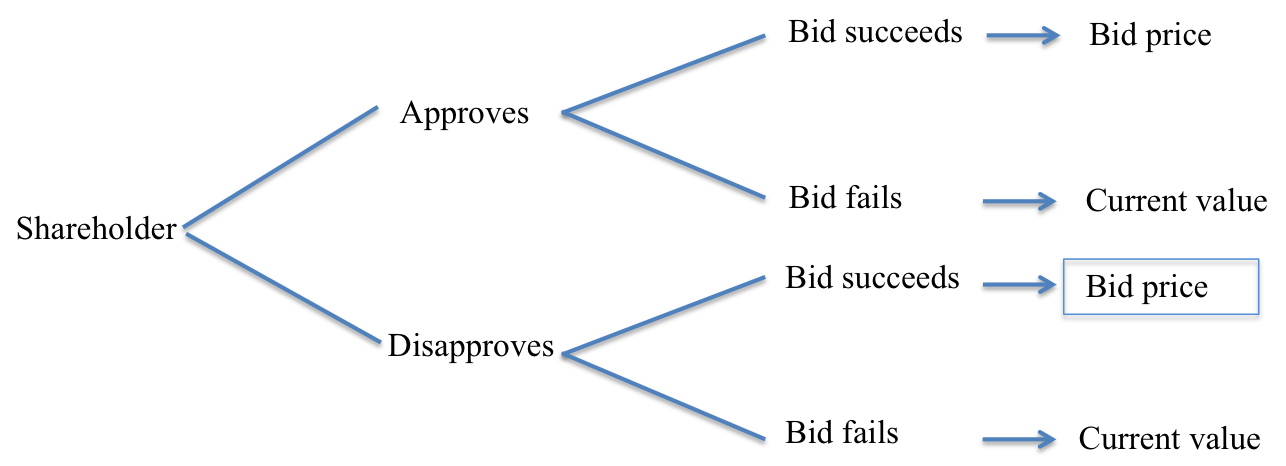 Bid succeeds
Bid price
Approves
Bid fails
Current value
Shareholder
Bid succeeds
Bid price
Disapproves
Bid fails
Current value